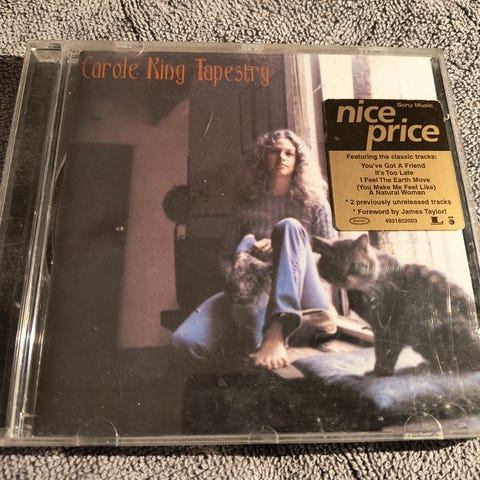 Carole King Tapestry
Sony Music
nice
price
Featuring the classic tracks:
You've Got A Friend
It's Too Late
I Feel The Earth Move
(You Make Me Feel Like)
A Natural Woman
* 2 previously unreleased tracks
* Foreword by James Taylor!
4931802003